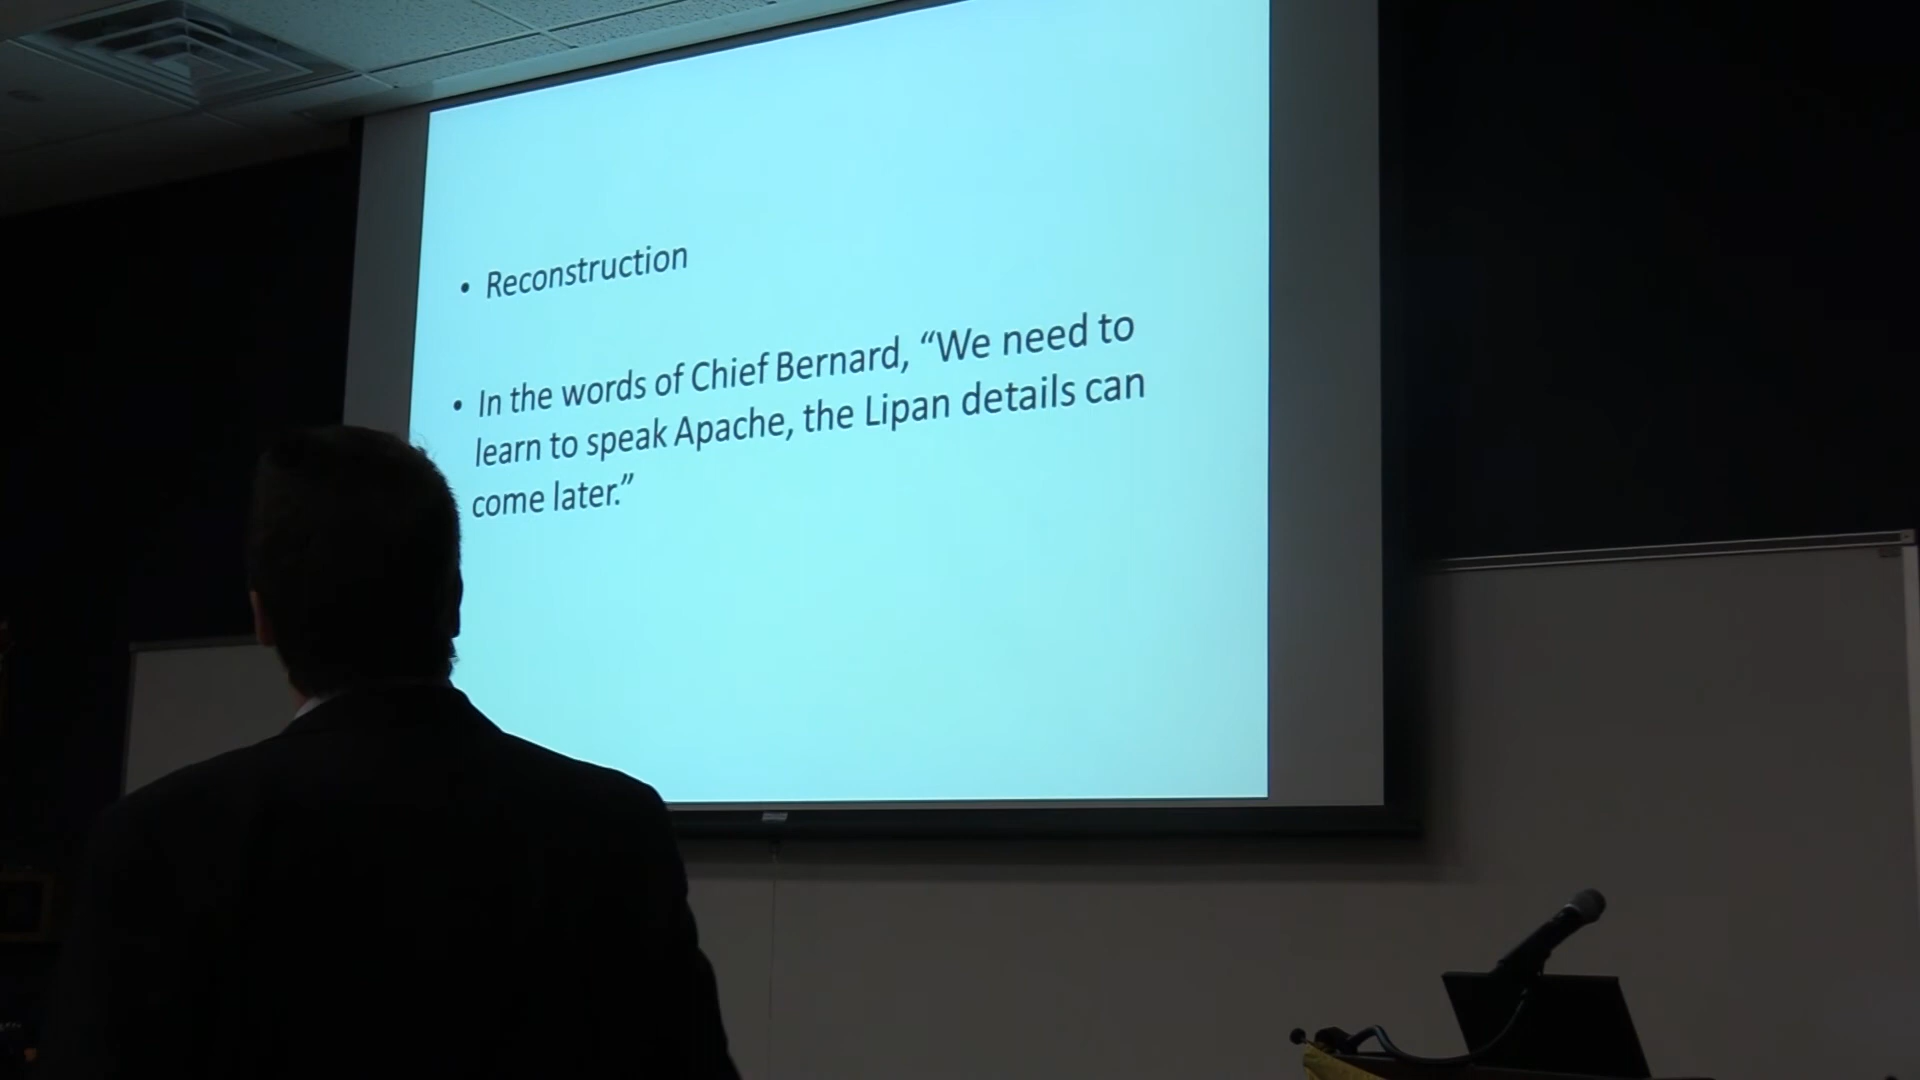 • Reconstruction
• In the words of Chief Bernard, “We need to
learn to speak Apache, the Lipan details can
come later.”